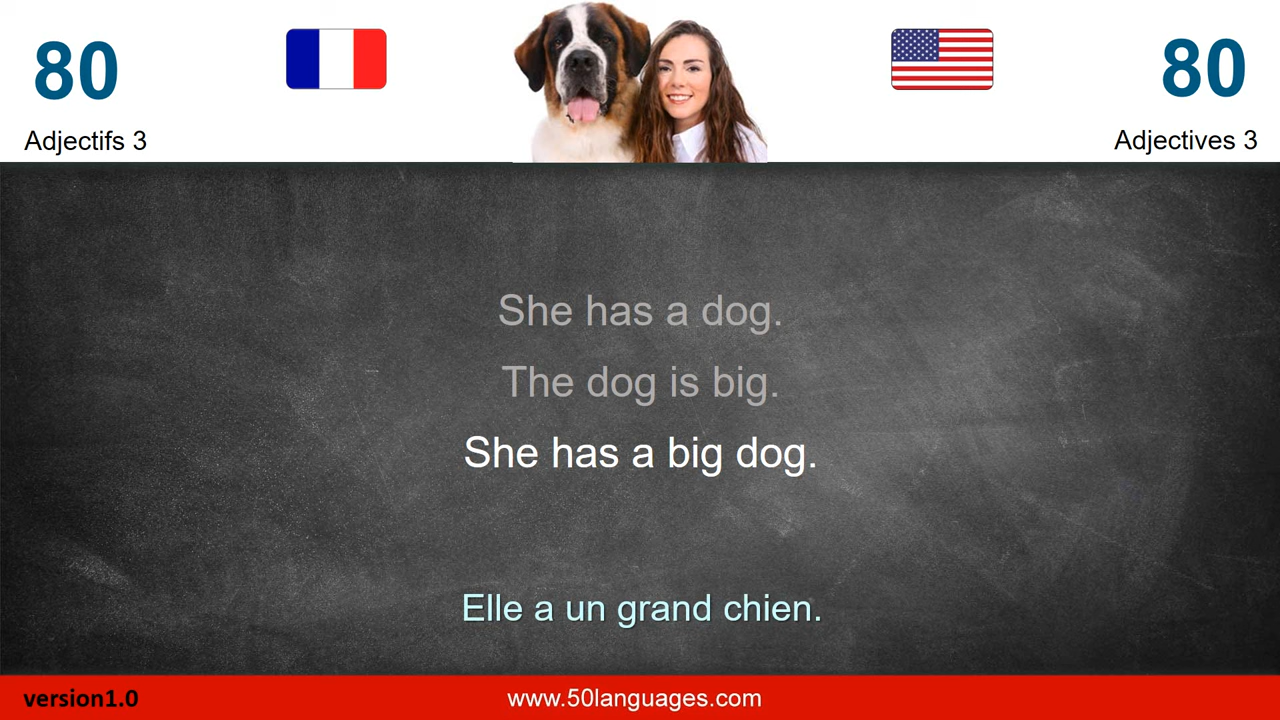 80
80
Adjectifs 3
Adjectives 3
She has a dog.
The dog is big.
She has a big dog.
Elle a un grand chien.
version1.0
www.50languages.com